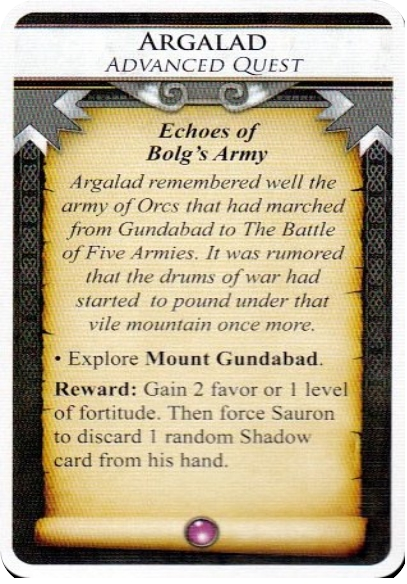 ARGALAD
ADVANCED QUEST
Echoes of
Bolg's Army
Argalad remembered well the
army of Orcs that had marched
from Gundabad to The Battle
of Five Armies. It was rumored
that the drums of war had
started to pound under that
vile mountain once more.
• Explore Mount Gundabad.
Reward: Gain 2 favor or 1 level
of fortitude. Then force Sauron
to discard 1 random Shadow
card from his hand.